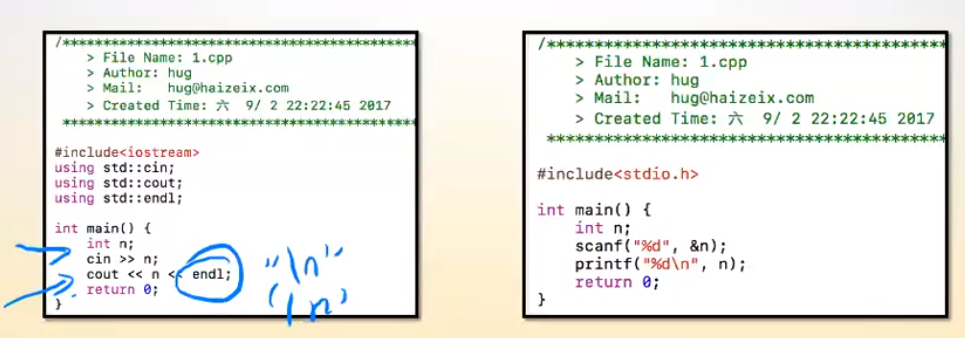 /******************************************
> File Name: 1.cpp
> Author: hug
> Mail: hug@haizeix.com
> Created Time: 六 9/ 2 22:22:45 2017
******************************************
#include<iostream>
using std::cin;
using std::cout;
using std::endl;
int main() {
int n;
cin >> n;
cout << n << endl;
return 0;
}
"\n"
'\n'
/******************************************
> File Name: 1.cpp
> Author: hug
> Mail: hug@haizeix.com
> Created Time: 六 9/ 2 22:22:45 2017
******************************************
#include<stdio.h>
int main() {
int n;
scanf("%d", &n);
printf("%d\n", n);
return 0;
}